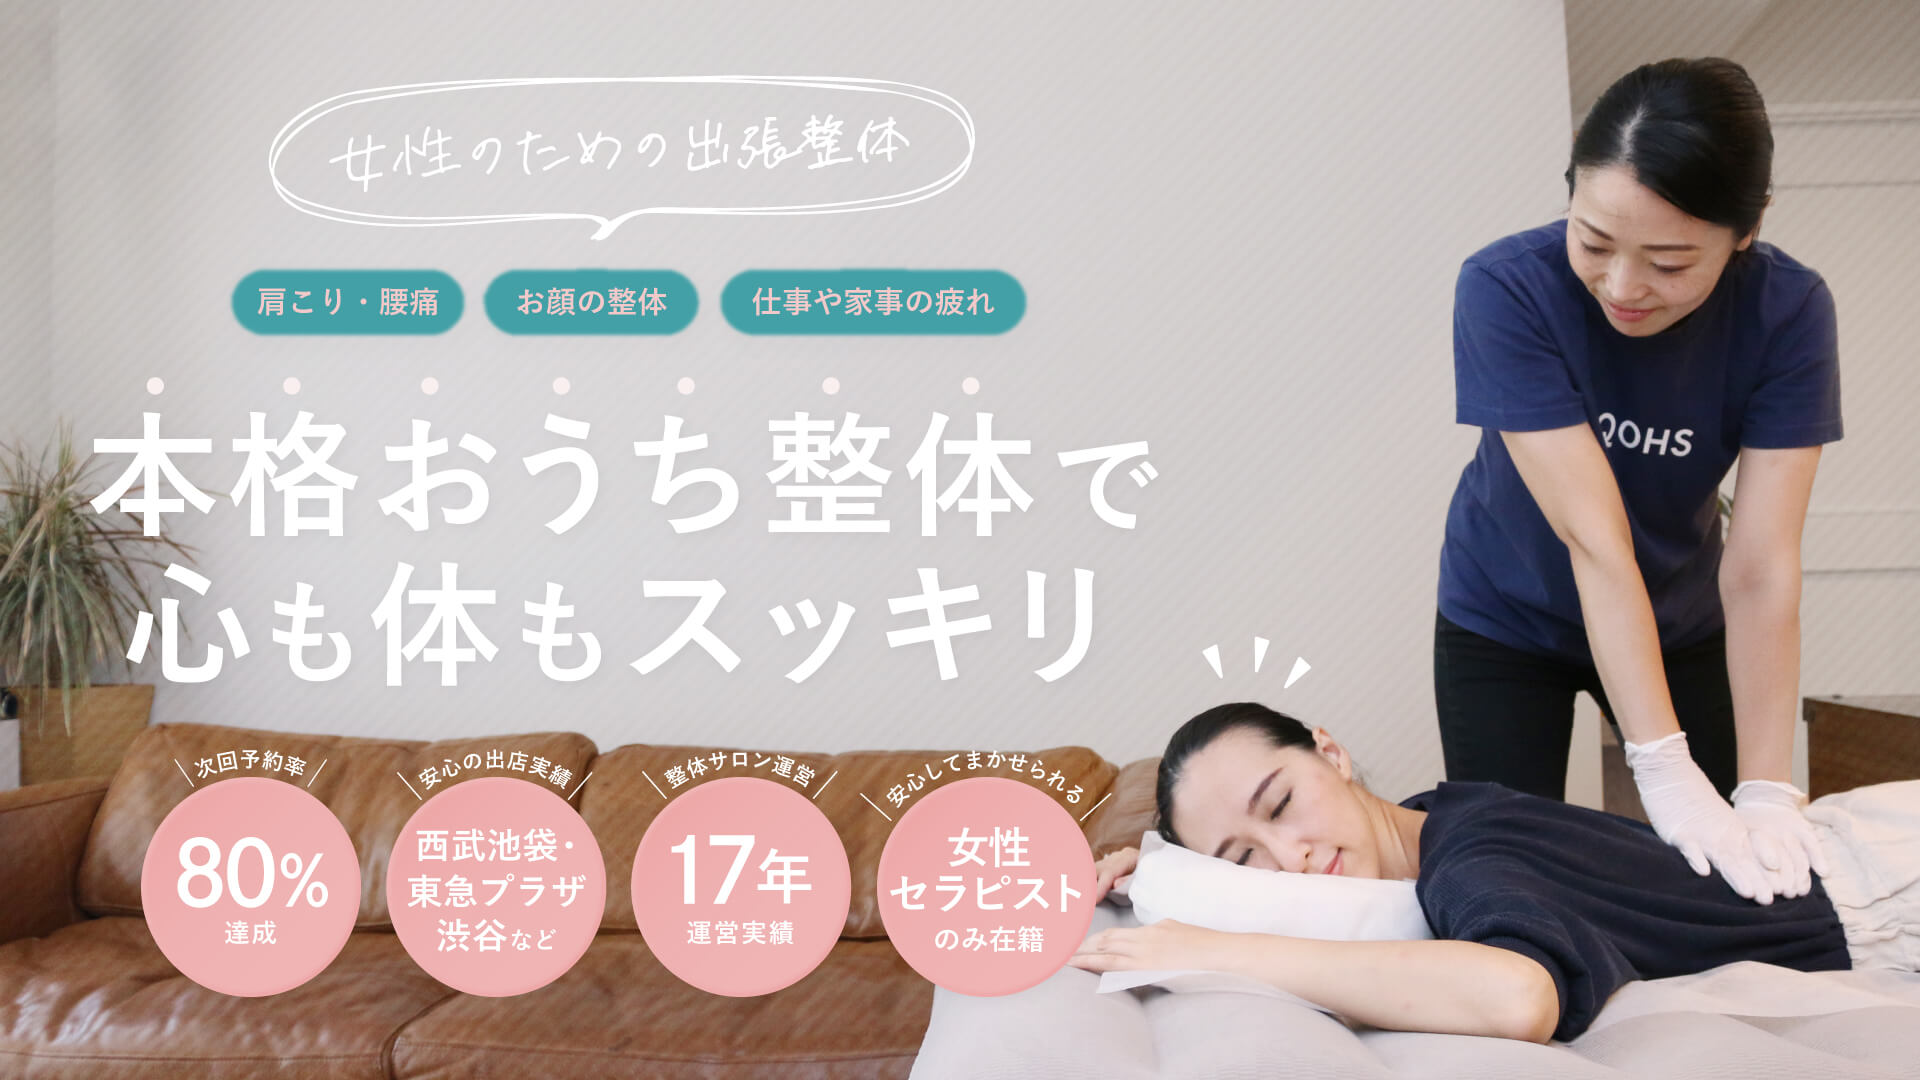 女性のための出張整体
肩こり・腰痛
お顔の整体
仕事や家事の疲れ
本格おうち整体で
心も体もスッキリ
QOHS
次回予約率
80%
達成
安心の出店実績
西武池袋・
東急プラザ
渋谷など
整体サロン運営
17年
運営実績
安心してまかせられる
女性
セラピスト
のみ在籍